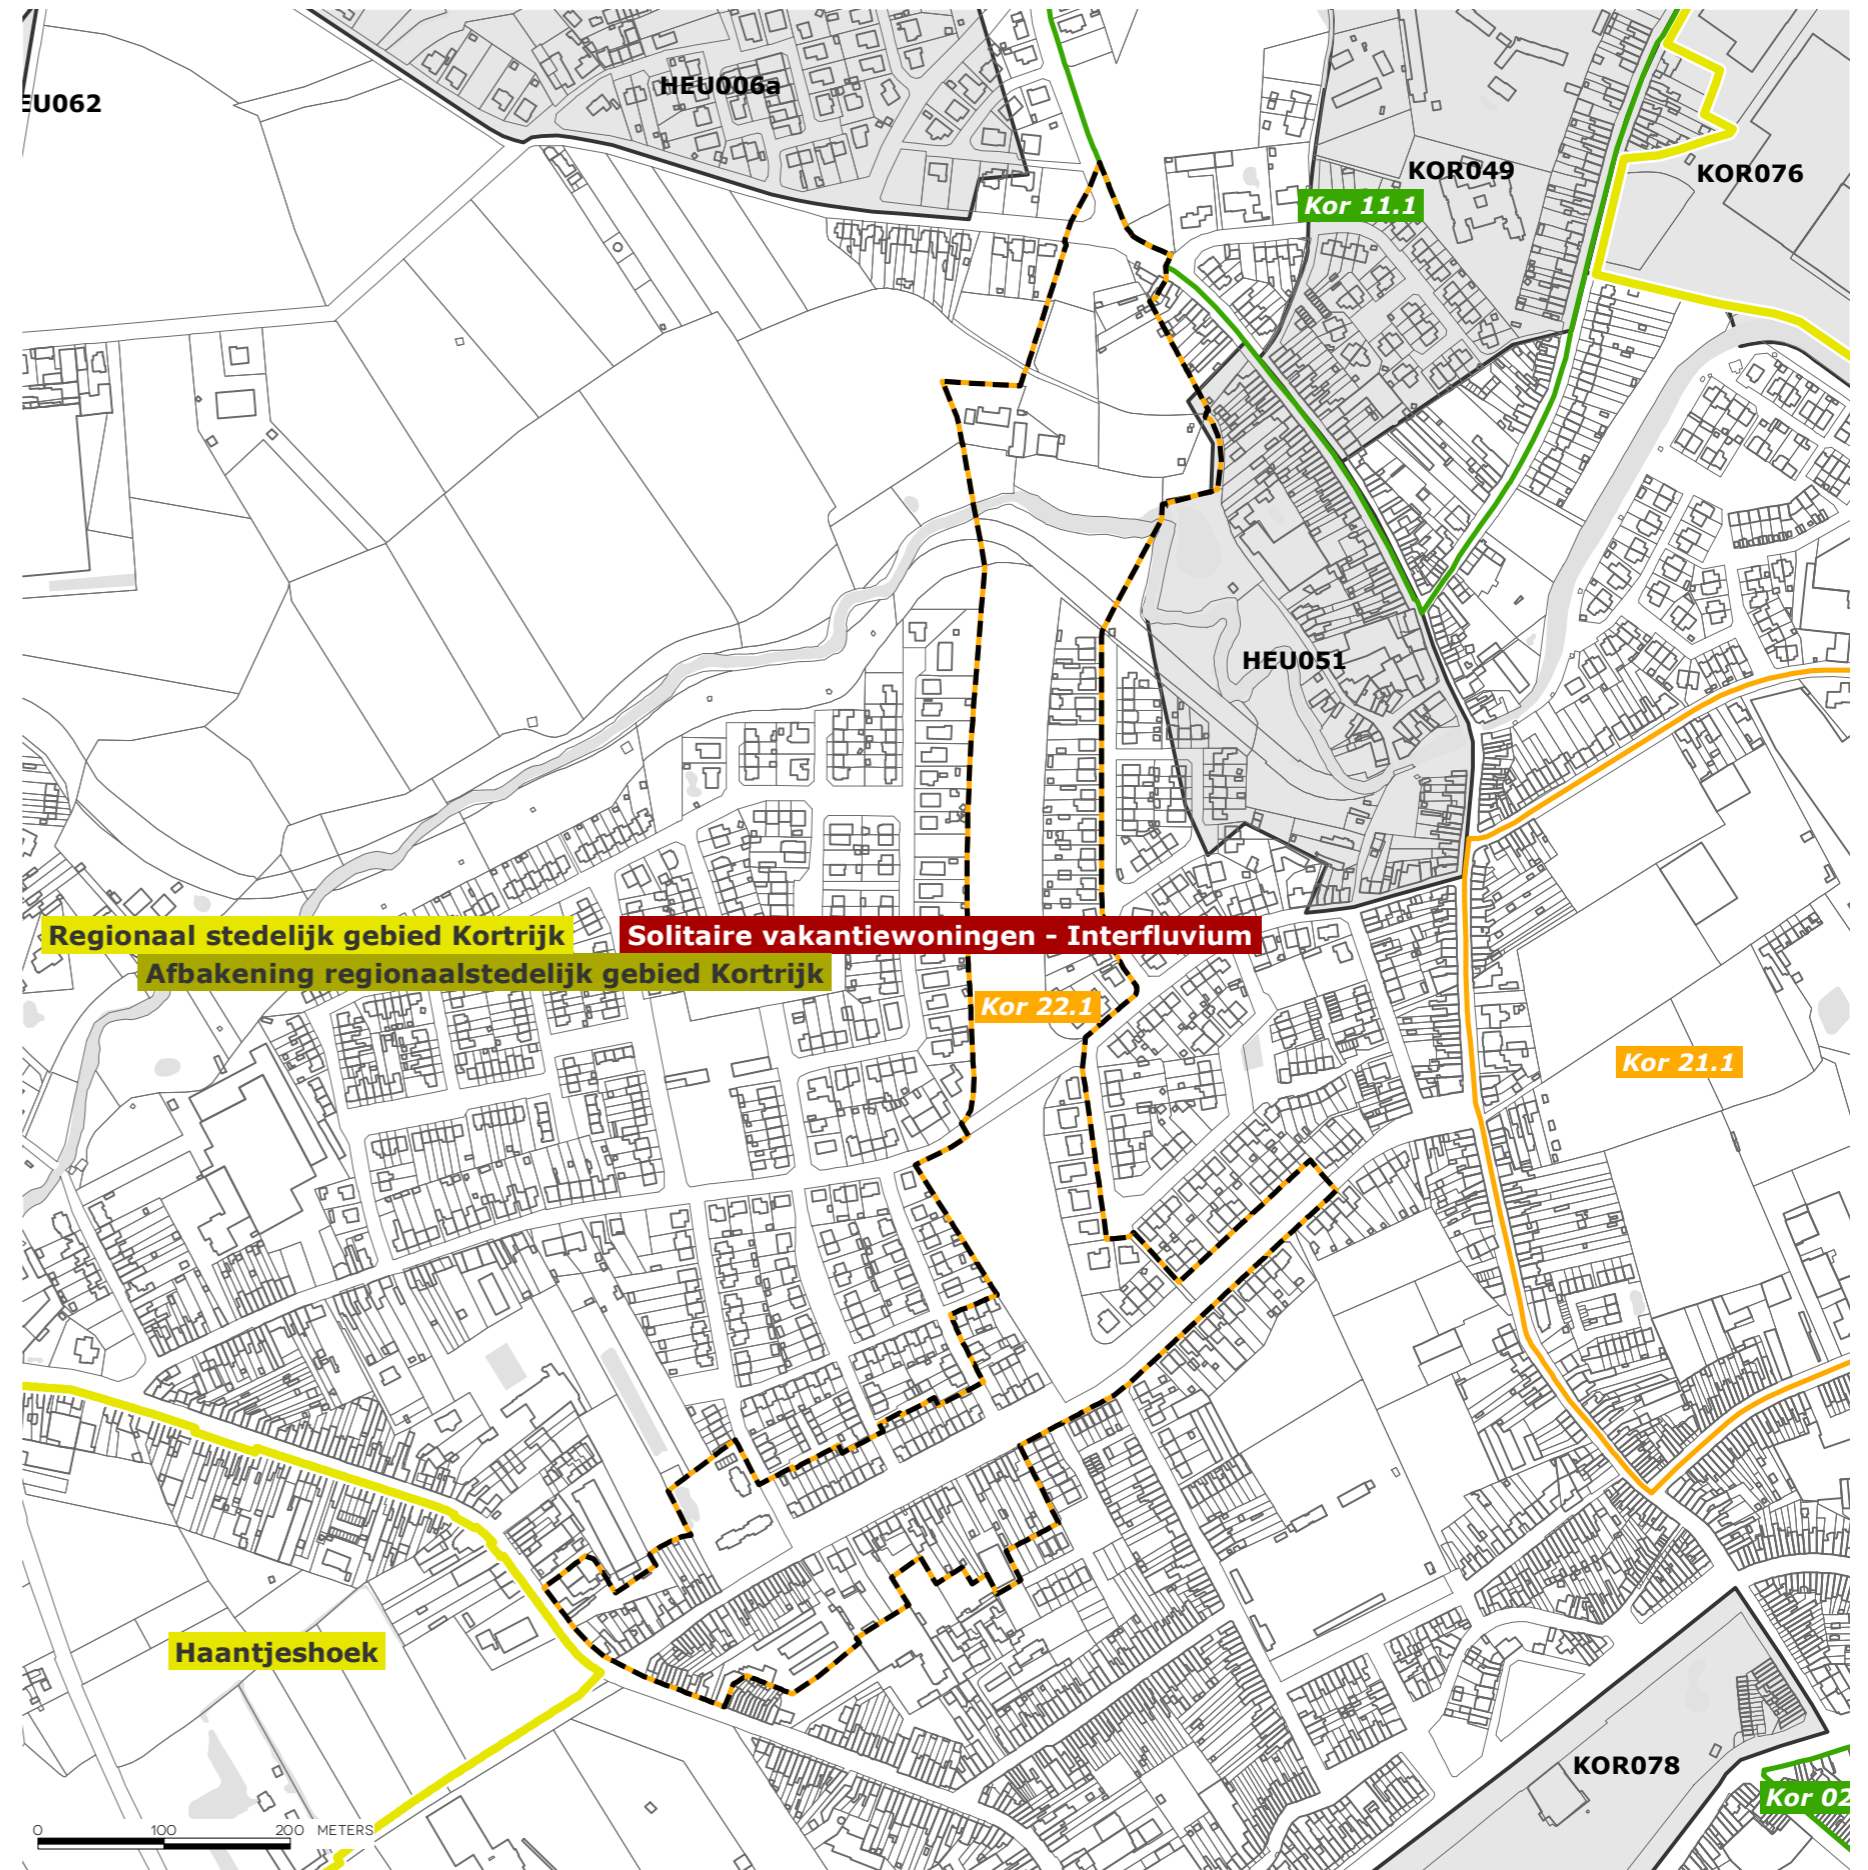 HEU006a
EU062
KOR049
KOR076
Kor 11.1
HEU051
Regionaal stedelijk gebied Kortrijk
Solitaire vakantiewoningen - Interfluvium
Afbakening regionaalstedelijk gebied Kortrijk
Kor 22.1
Kor 21.1
Haantjeshoek
KOR078
Kor 02
0 100 200 METERS